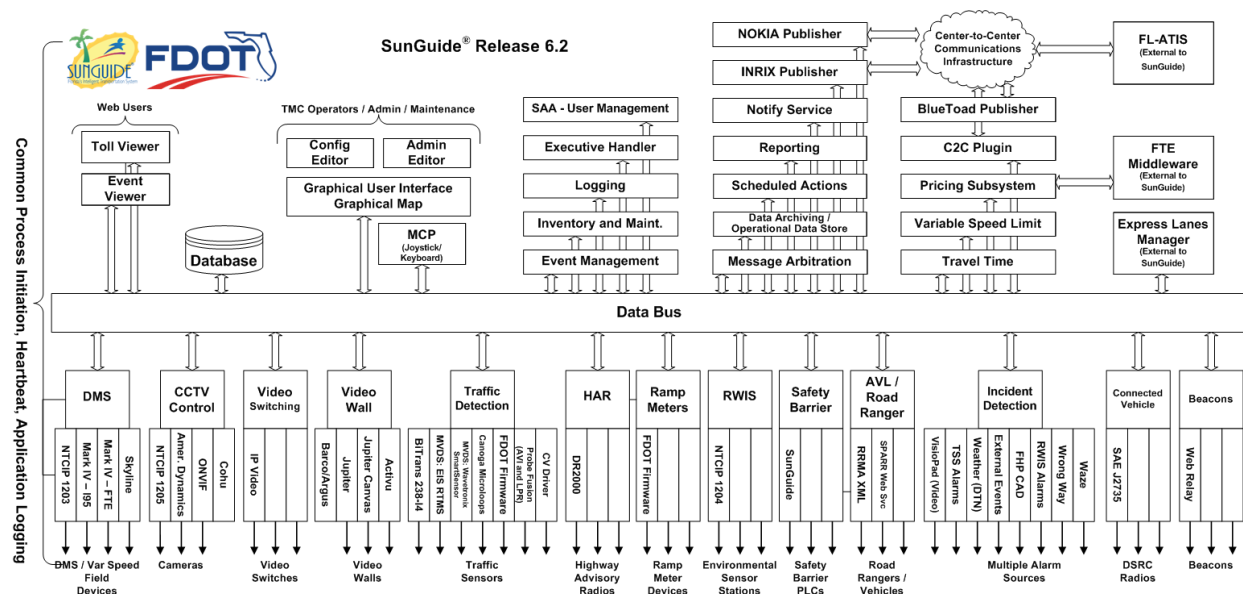 SunGuide® Release 6.2
SUNGUIDE
FDOT
Common Process Initiation, Heartbeat, Application Logging
Web Users
Toll Viewer
Event
Viewer
Database
TMC Operators / Admin / Maintenance
Config
Editor
Admin
Editor
Graphical User Interface
Graphical Map
MCP
(Joystick/
Keyboard)
SAA - User Management
Executive Handler
Logging
Inventory and Maint.
Event Management
NOKIA Publisher
INRIX Publisher
Notify Service
Reporting
Scheduled Actions
Data Archiving /
Operational Data Store
Message Arbitration
Center-to-Center
Communications
Infrastructure
BlueToad Publisher
C2C Plugin
Pricing Subsystem
Variable Speed Limit
Travel Time
FL-ATIS
(External to
SunGuide)
FTE
Middleware
(External to
SunGuide)
Express Lanes
Manager
(External to
SunGuide)
Data Bus
DMS
NTCIP 1203
Mark IV – I95
Mark IV – FTE
Skyline
DMS / Var Speed
Field
Devices
CCTV
Control
NTCIP 1205
Amer. Dynamics
ONVIF
Cohu
Cameras
Video
Switching
IP Video
Video
Switches
Video
Wall
Barco/Argus
Jupiter
Jupiter Canvas
Activu
Video
Walls
Traffic
Detection
BiTrans 238-I4
MVDS: EIS RTMS
MVDS: Wavetronix
SmartSensor
Canoga Microloops
FDOT Firmware
Probe Fusion
(AVI and LPR)
CV Driver
Traffic
Sensors
HAR
DR2000
Highway
Advisory
Radios
Ramp
Meters
FDOT Firmware
Ramp
Meter
Devices
RWIS
NTCIP 1204
Environmental
Sensor
Stations
Safety
Barrier
SunGuide
Safety
Barrier
PLCs
AVL /
Road
Ranger
RRMA XML
SPARR Web Svc
Road
Rangers /
Vehicles
Incident
Detection
VisioPad (Video)
TSS Alarms
Weather (DTN)
External Events
FHP CAD
RWIS Alarms
Wrong Way
Waze
Multiple Alarm
Sources
Connected
Vehicle
SAE J2735
DSRC
Radios
Beacons
Web Relay
Beacons